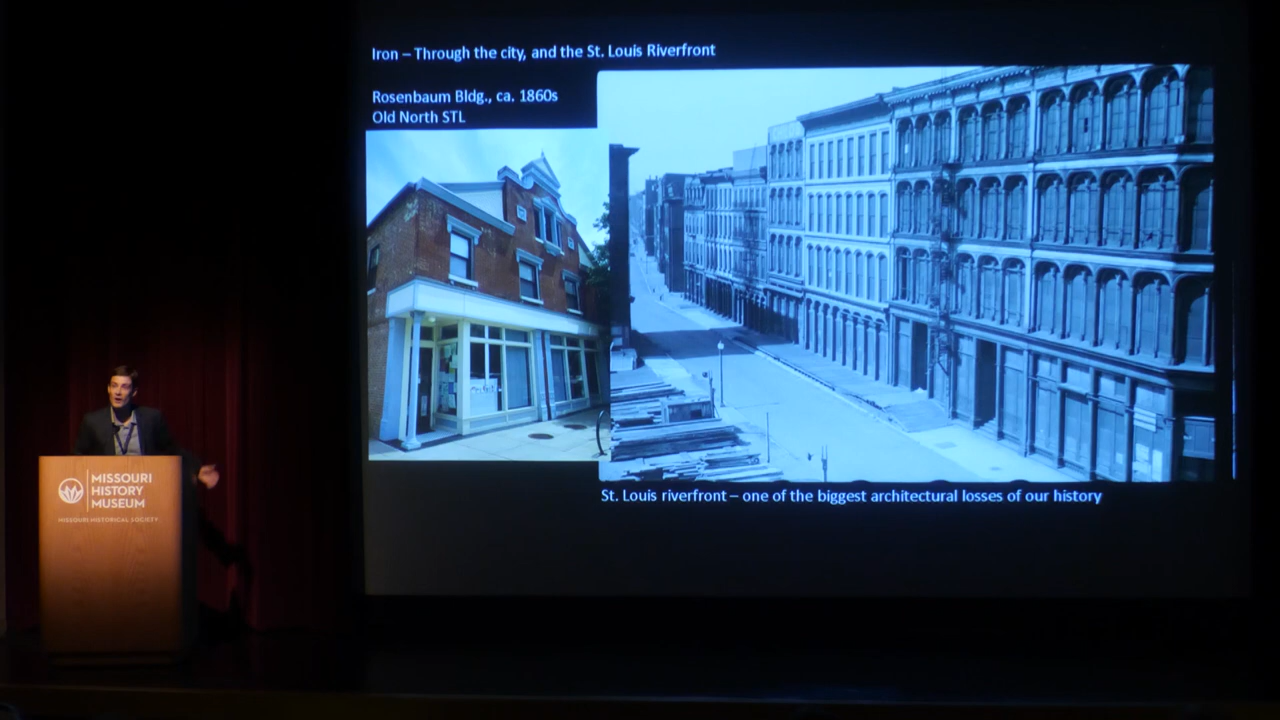 Iron – Through the city, and the St. Louis Riverfront
Rosenbaum Bldg., ca. 1860s
Old North STL
St. Louis riverfront – one of the biggest architectural losses of our history
MISSOURI
HISTORY
MUSEUM
MISSOURI HISTORICAL SOCIETY